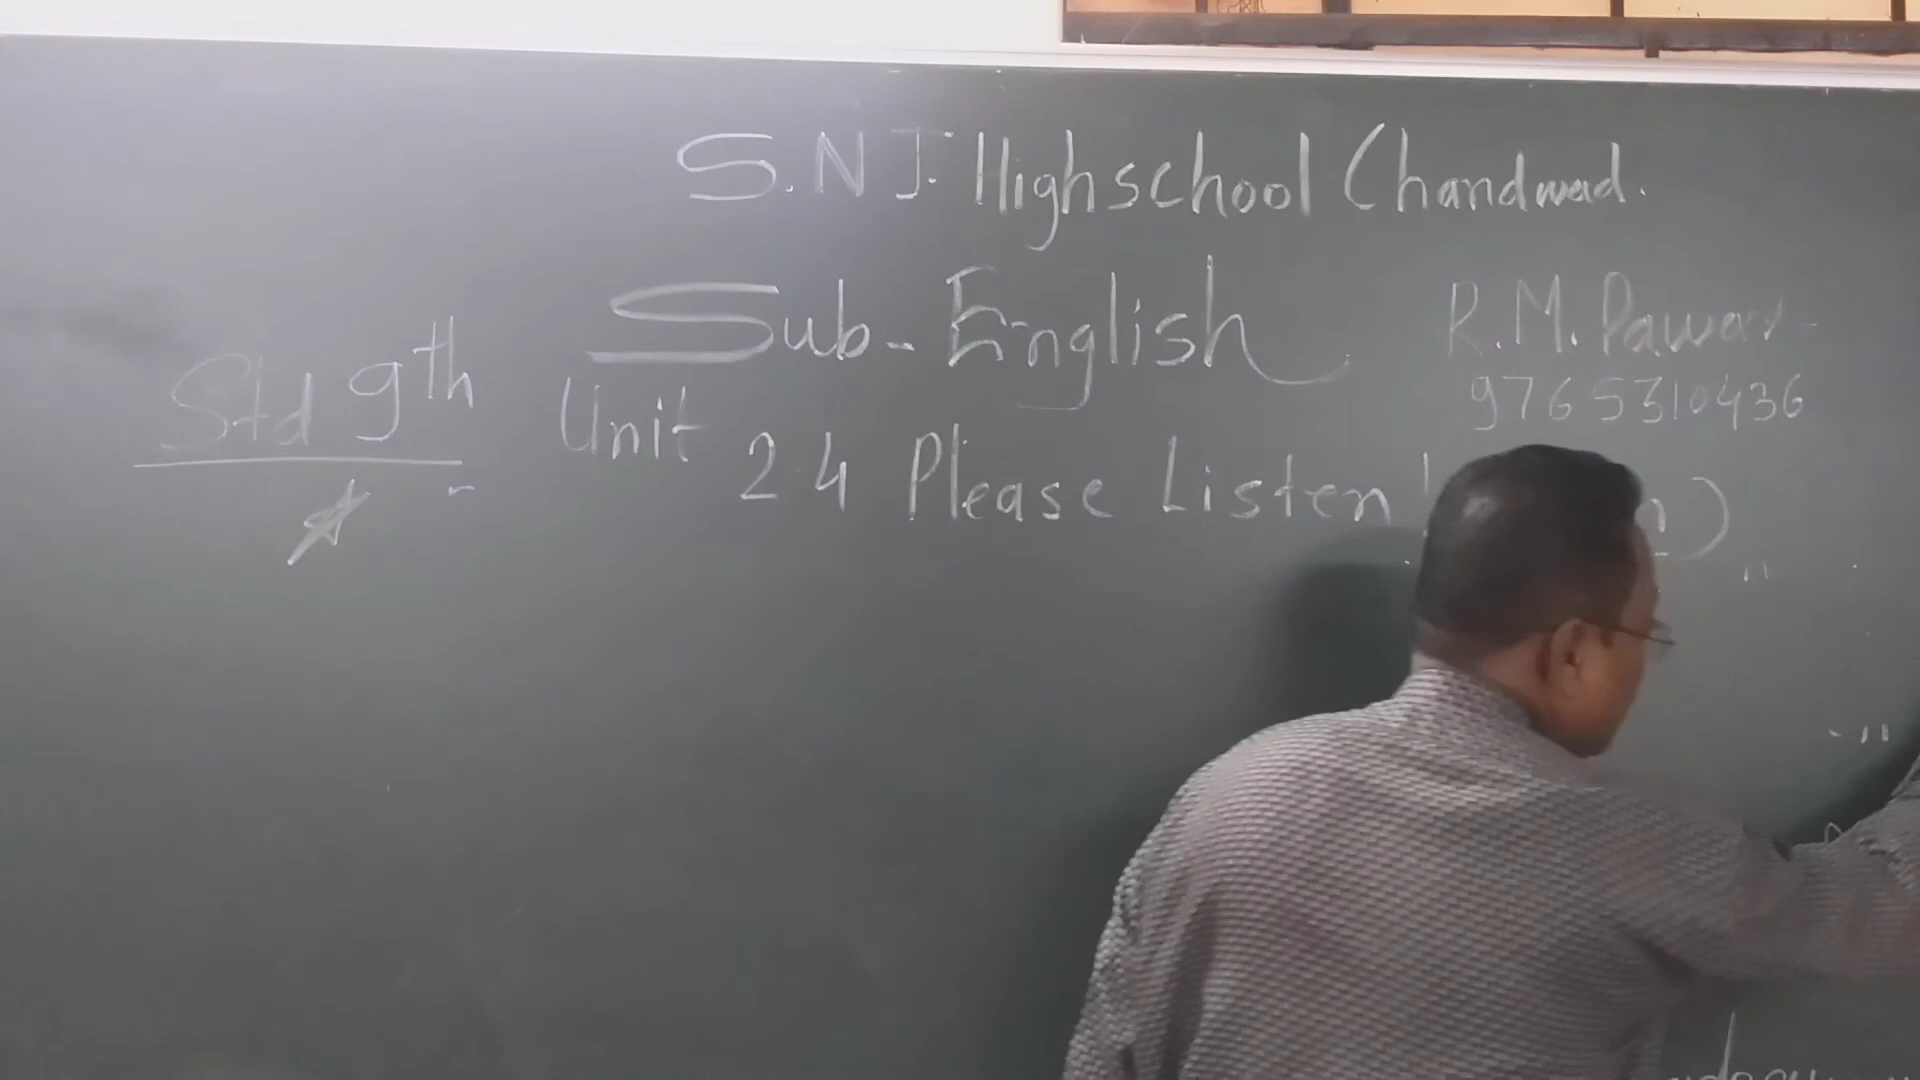 S.N J. Highschool Chandwad.
Sub- English
R.M. Pawar
9765310436
Std 9th
Unit 2.4 Please Listen!